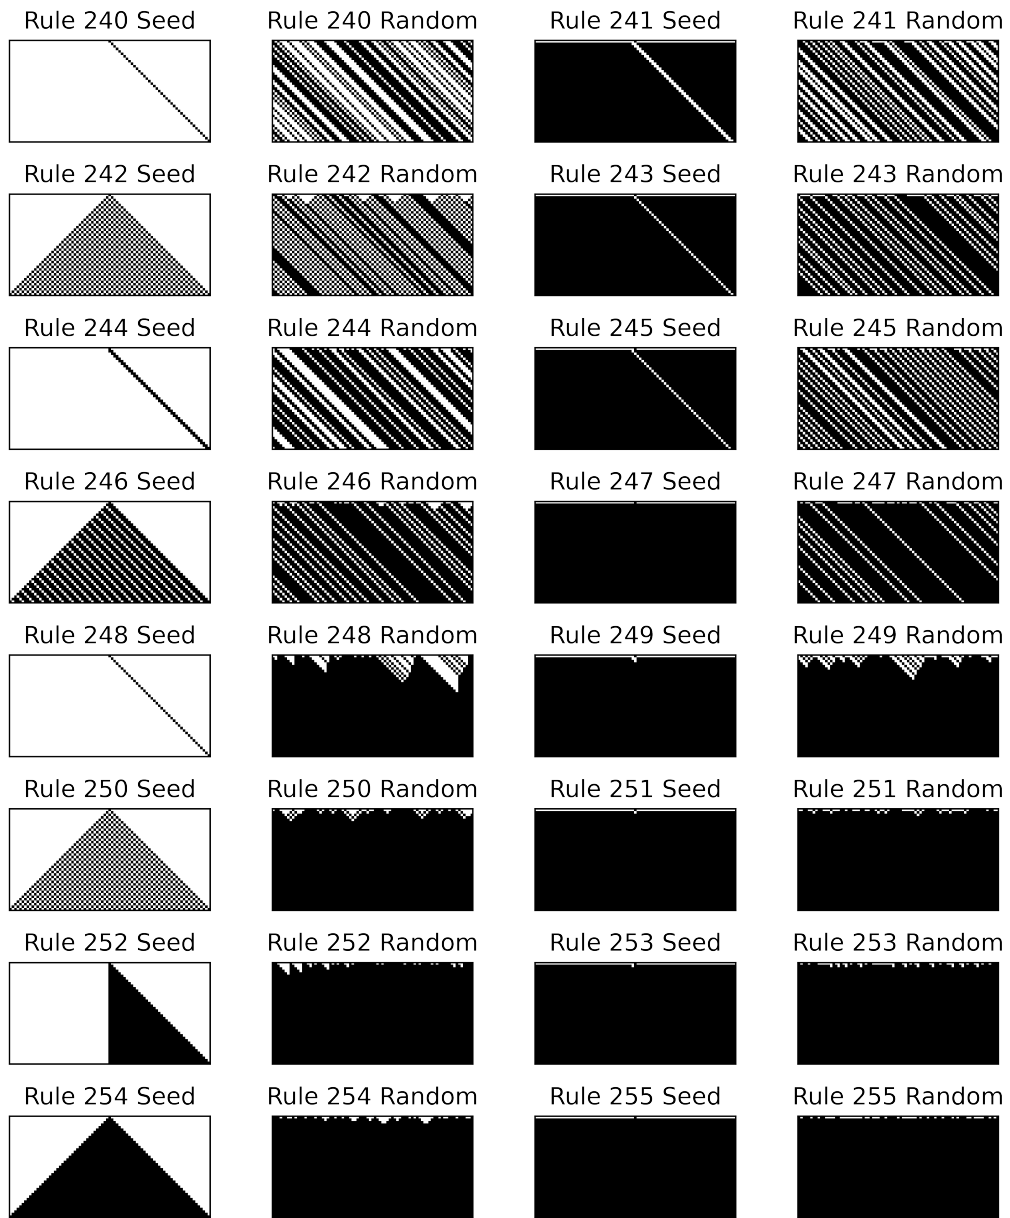 Rule 240 Seed
Rule 240 Random
Rule 241 Seed
Rule 241 Random
Rule 242 Seed
Rule 242 Random
Rule 243 Seed
Rule 243 Random
Rule 244 Seed
Rule 244 Random
Rule 245 Seed
Rule 245 Random
Rule 246 Seed
Rule 246 Random
Rule 247 Seed
Rule 247 Random
Rule 248 Seed
Rule 248 Random
Rule 249 Seed
Rule 249 Random
Rule 250 Seed
Rule 250 Random
Rule 251 Seed
Rule 251 Random
Rule 252 Seed
Rule 252 Random
Rule 253 Seed
Rule 253 Random
Rule 254 Seed
Rule 254 Random
Rule 255 Seed
Rule 255 Random